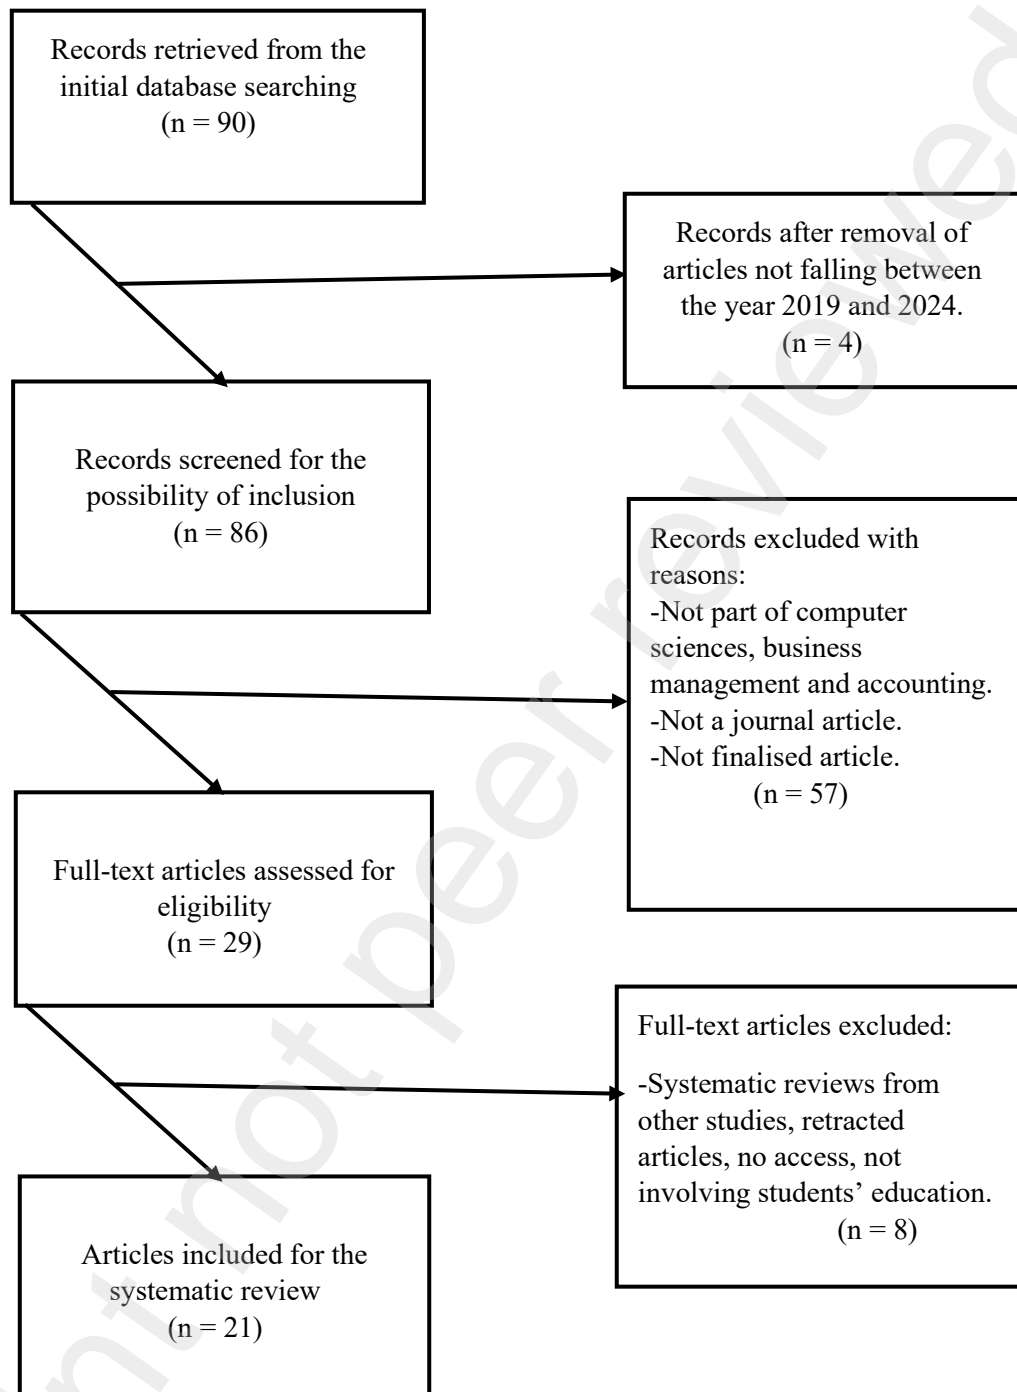 Records retrieved from the
initial database searching
(n = 90)
Records after removal of
articles not falling between
the year 2019 and 2024.
(n = 4)
Records screened for the
possibility of inclusion
(n = 86)
Records excluded with
reasons:
-Not part of computer
sciences, business
management and accounting.
-Not a journal article.
-Not finalised article.
(n = 57)
Full-text articles assessed for
eligibility
(n = 29)
Full-text articles excluded:
-Systematic reviews from
other studies, retracted
articles, no access, not
involving students’ education.
(n = 8)
Articles included for the
systematic review
(n = 21)
not peer reviewed